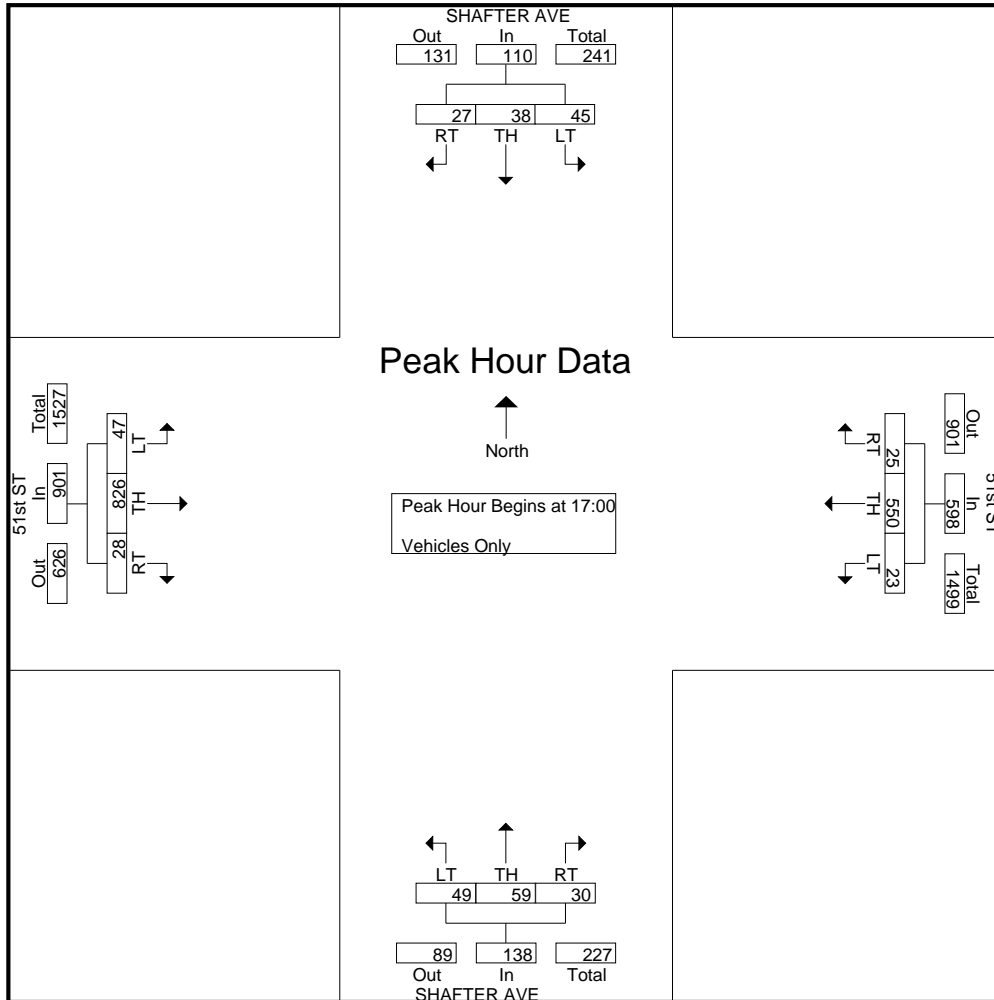 SHAFTER AVE
Out In Total
131 110 241
27 38 45
RT TH LT
Peak Hour Data
North
Peak Hour Begins at 17:00
Vehicles Only
51st ST
Total In Out
1527 901 626
47 826 28
LT TH RT
51st ST
Out In Total
901 598 1499
25 550 23
RT TH LT
LT TH RT
49 59 30
89 138 227
Out In Total
SHAFTER AVE